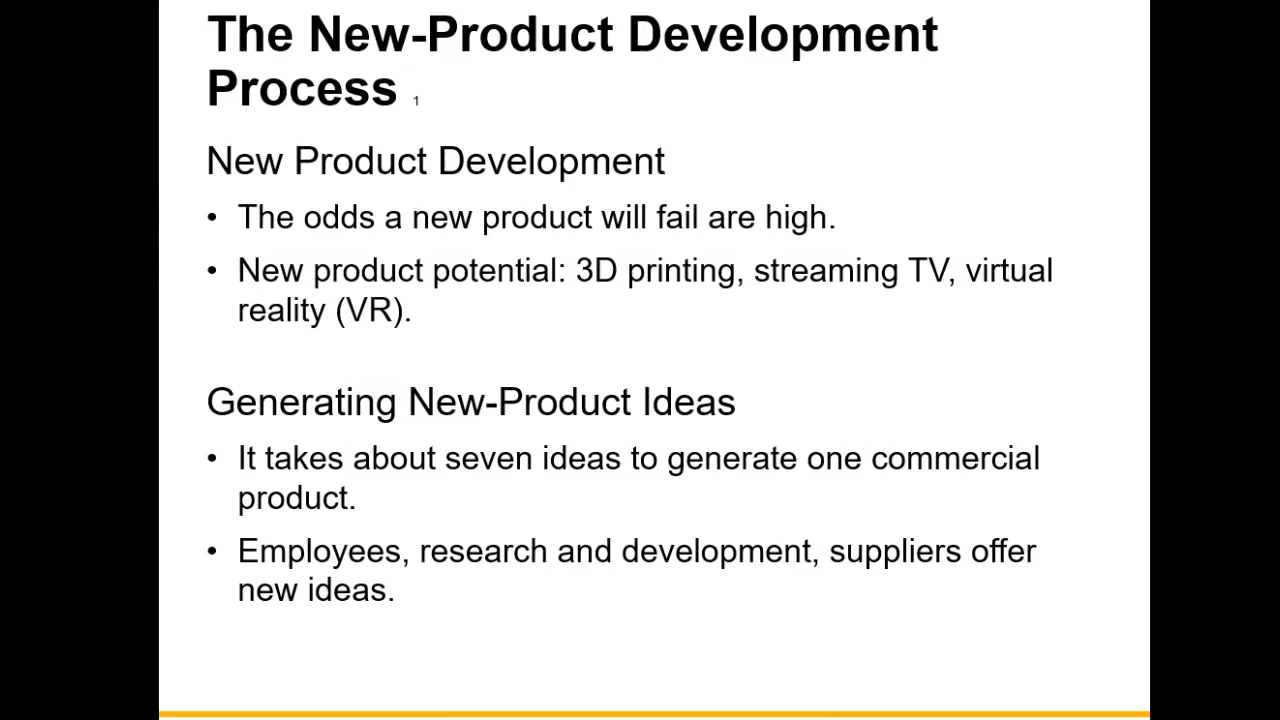 The New-Product Development
Process 1
New Product Development
• The odds a new product will fail are high.
• New product potential: 3D printing, streaming TV, virtual
reality (VR).
Generating New-Product Ideas
• It takes about seven ideas to generate one commercial
product.
• Employees, research and development, suppliers offer
new ideas.